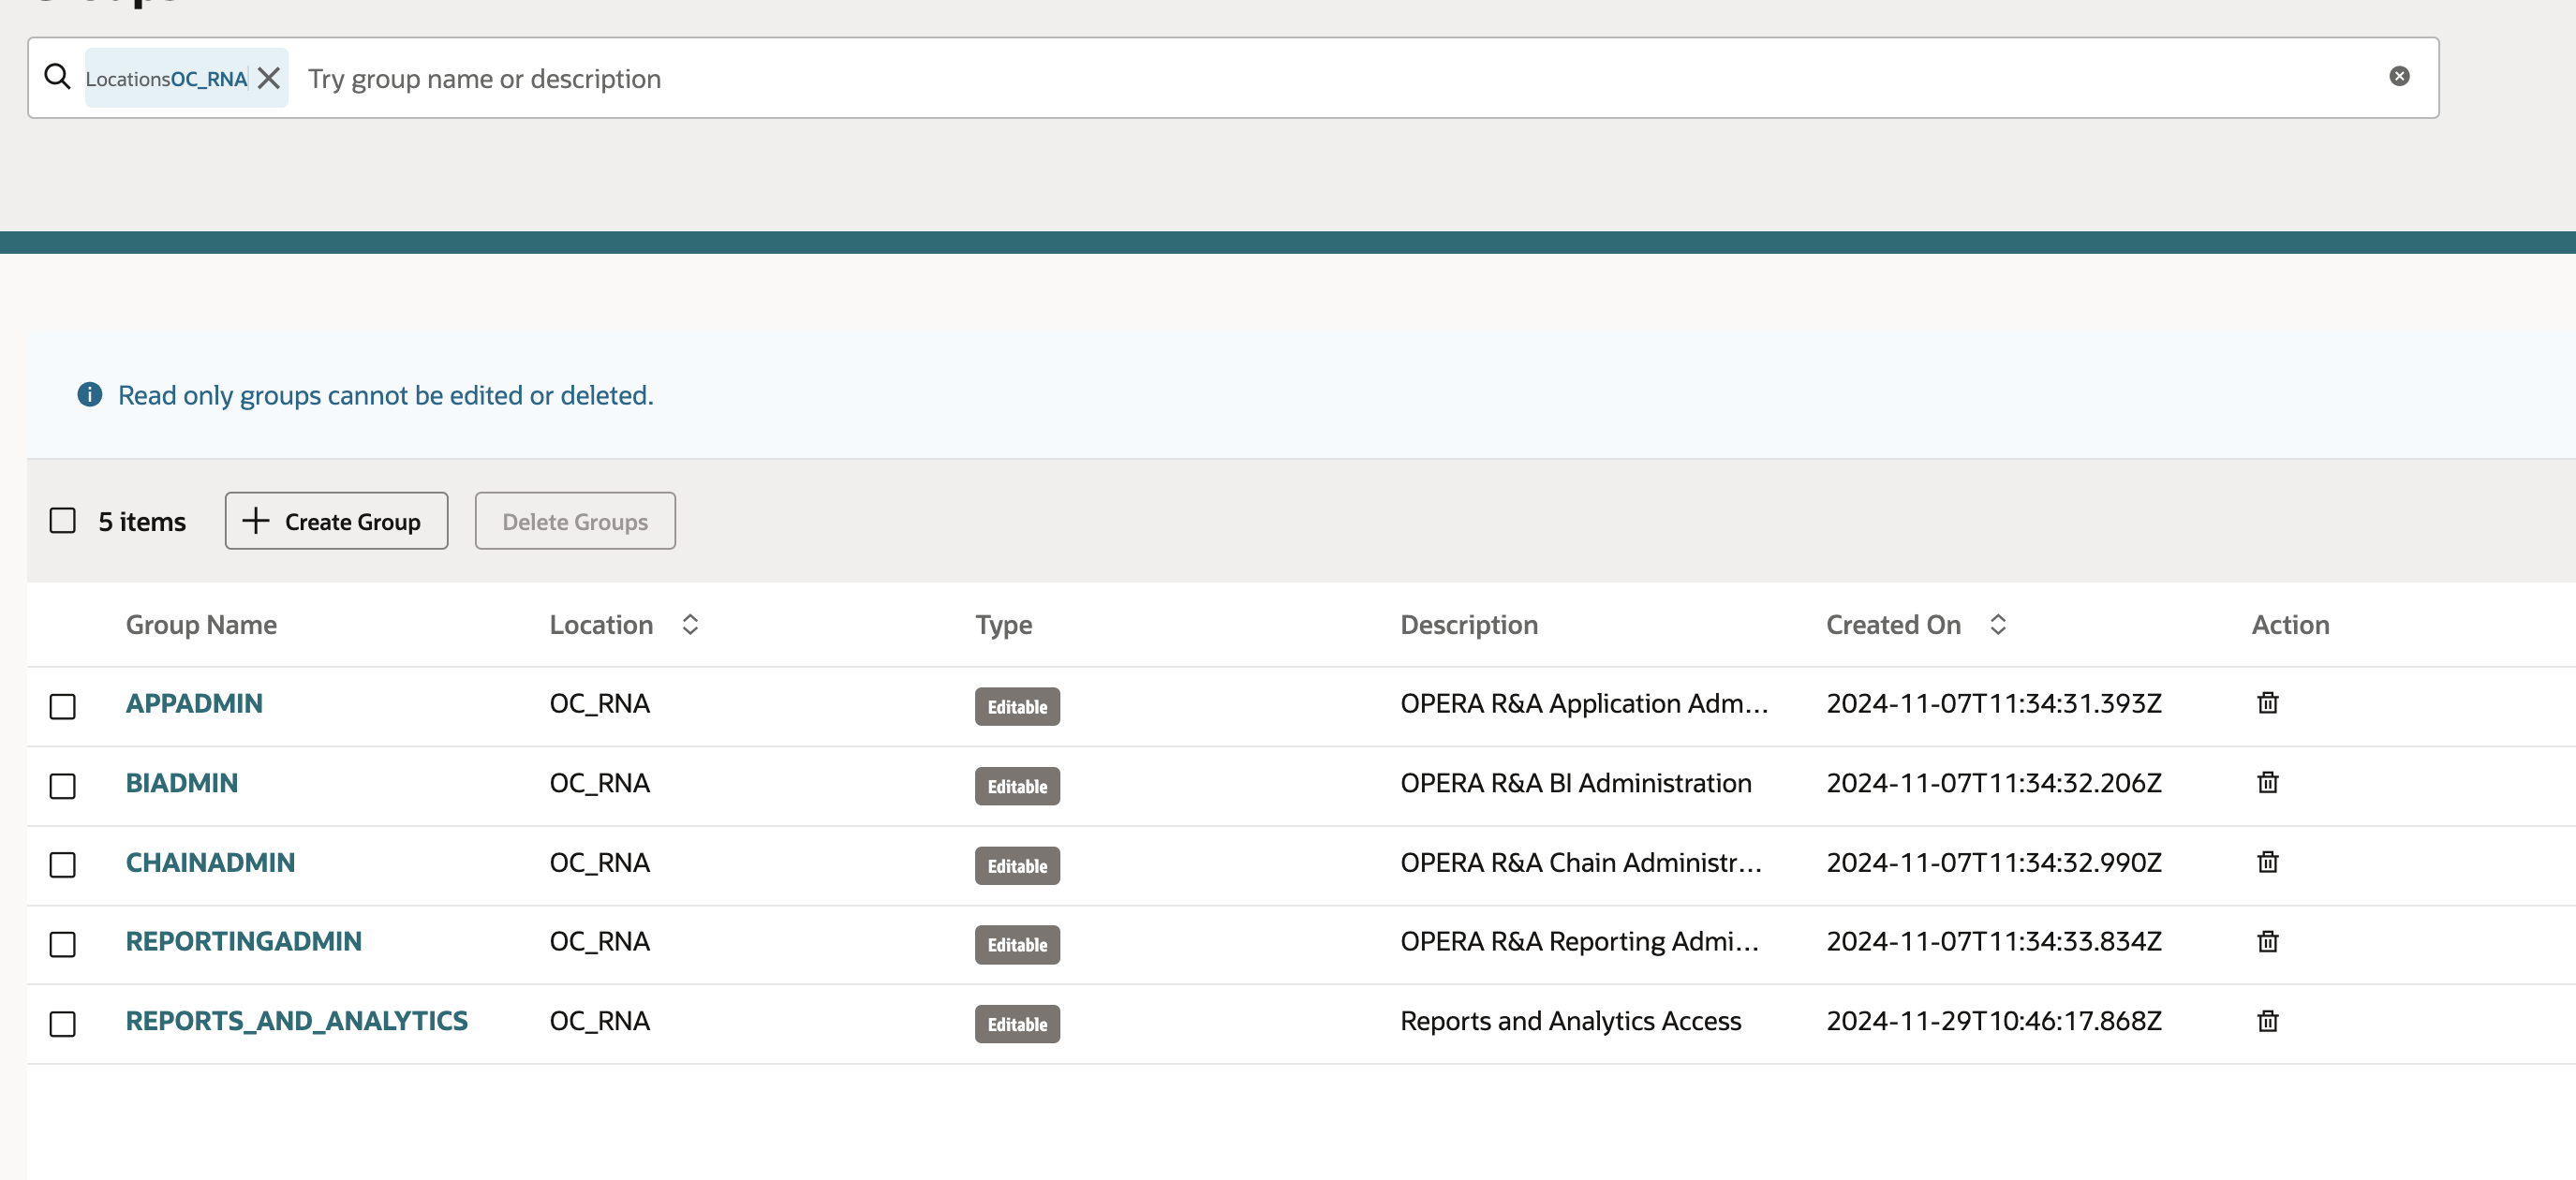 LocationsOC_RNA Try group name or description
Read only groups cannot be edited or deleted.
5 items Create Group Delete Groups
Group Name Location Type Description Created On Action
APPADMIN OC_RNA Editable OPERA R&A Application Adm... 2024-11-07T11:34:31.393Z
BIADMIN OC_RNA Editable OPERA R&A BI Administration 2024-11-07T11:34:32.206Z
CHAINADMIN OC_RNA Editable OPERA R&A Chain Administr... 2024-11-07T11:34:32.990Z
REPORTINGADMIN OC_RNA Editable OPERA R&A Reporting Admi... 2024-11-07T11:34:33.834Z
REPORTS_AND_ANALYTICS OC_RNA Editable Reports and Analytics Access 2024-11-29T10:46:17.868Z